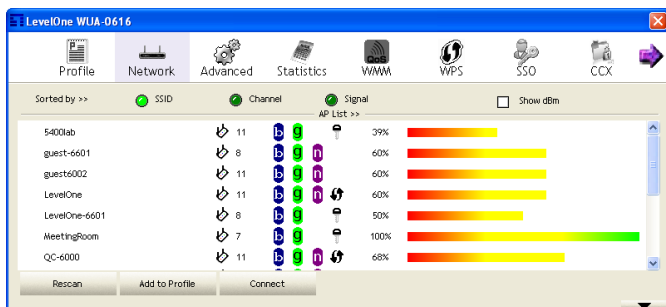 LevelOne WUA-0616
Profile Network Advanced Statistics QoS WMM WPS SSO CCX
Sorted by >> SSID Channel Signal Show dBm
AP List >>
5400lab 11 b g 39%
guest-6601 8 b g n 60%
guest6002 11 b g n 60%
LevelOne 11 b g n 60%
LevelOne-6601 8 b g 50%
MeetingRoom 7 b g 100%
QC-6000 11 b g n 68%
Rescan Add to Profile Connect